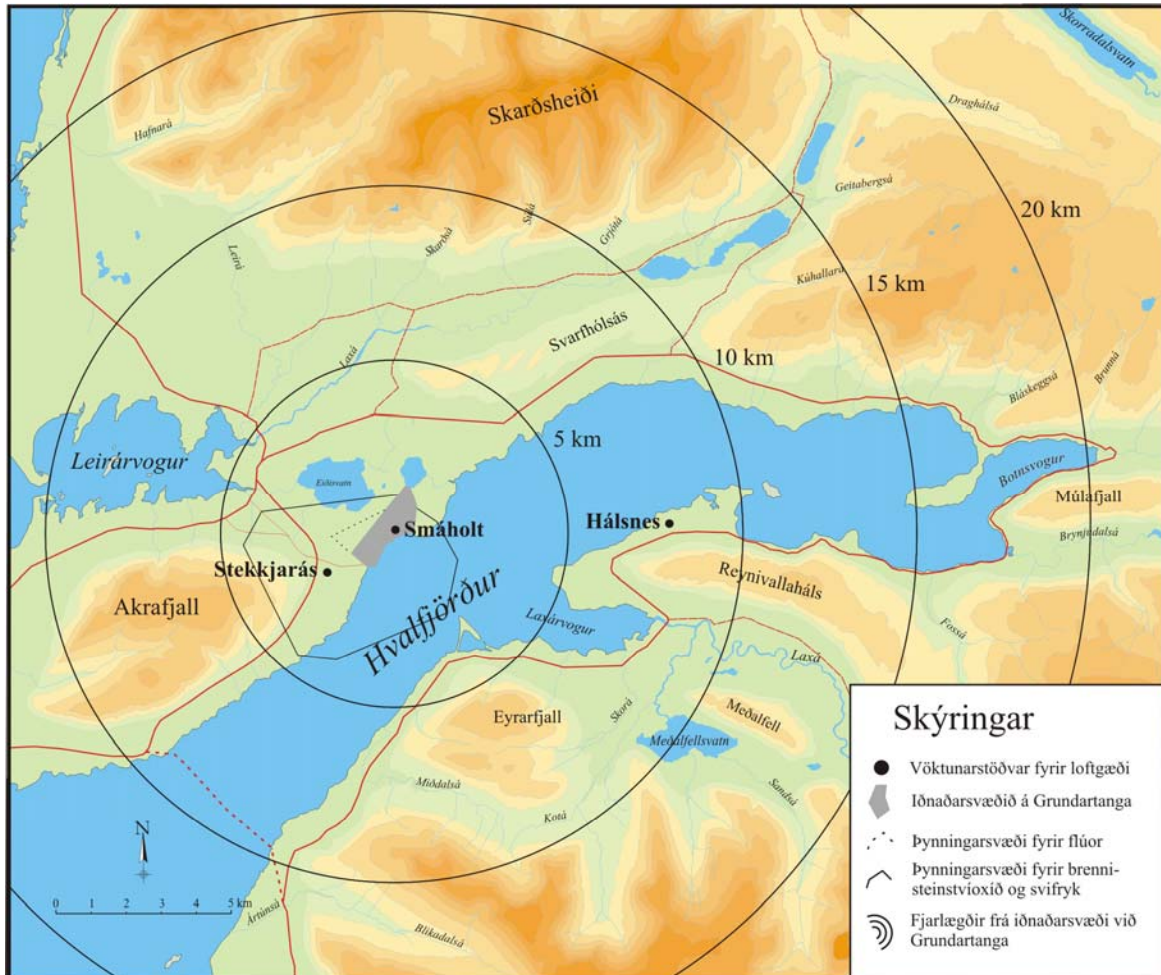 Skorradalsvatn
Skarðsheiði
Draghálsá
Hafnará
Geitabergsá
20 km
Súlá
Grjótá
Skarðsá
Leirá
Kúhallará
15 km
Svarfhólsás
Laxá
10 km
Brunná
Bláskeggsá
5 km
Leirárvogur
Eiðisvatn
Botnsvogur
Múlafjall
Smáholt
Hálsnes
Brynjudalsá
Stekkjarás
Reynivallaháls
Akrafjall
Hvalfjörður
Laxárvogur
Fossá
Laxá
Skorá
Eyrarfjall
Meðalfell
Meðalfellsvatn
Miðdalsá
Sandsá
Kotá
N
0 1 2 3 4 5 km
Ártúnsá
Blikadalsá
Skýringar
Vöktunarstöðvar fyrir loftgæði
Iðnaðarsvæðið á Grundartanga
Þynningarsvæði fyrir flúor
Þynningarsvæði fyrir brenni-
steinstvíoxíð og svifryk
Fjarlægðir frá iðnaðarsvæði við
Grundartanga